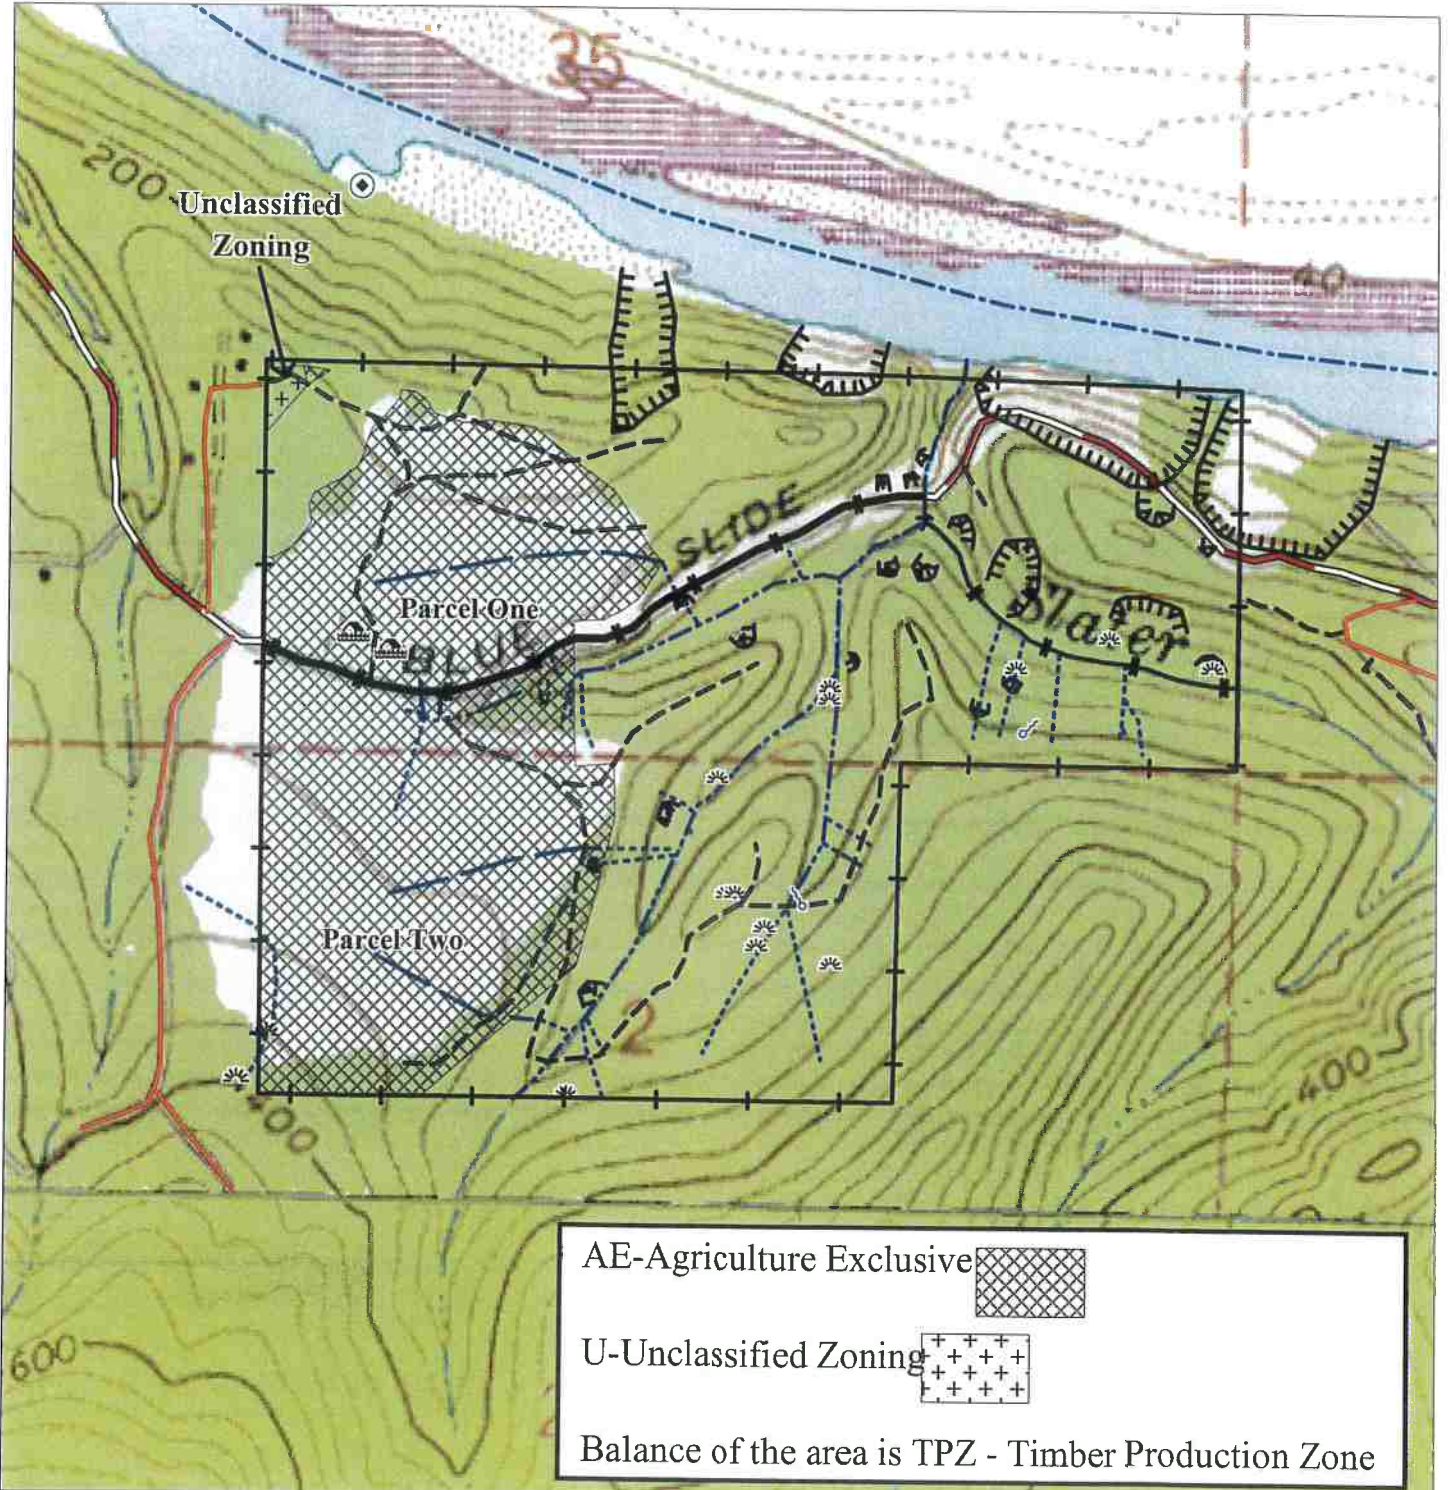 35
200
Unclassified
Zoning
40
SLIDE
Parcel One
BLUE
Slater
Parcel Two
2
400
400
600
AE-Agriculture Exclusive
U-Unclassified Zoning
Balance of the area is TPZ - Timber Production Zone